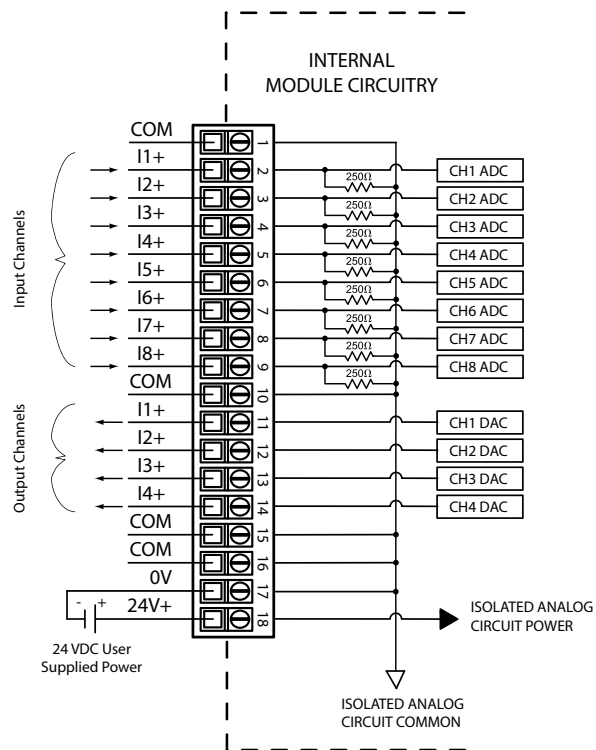 INTERNAL
MODULE CIRCUITRY
COM
1
I1+
2
250Ω
CH1 ADC
I2+
3
250Ω
CH2 ADC
I3+
4
250Ω
CH3 ADC
I4+
5
250Ω
CH4 ADC
I5+
6
250Ω
CH5 ADC
I6+
7
250Ω
CH6 ADC
I7+
8
250Ω
CH7 ADC
I8+
9
250Ω
CH8 ADC
Input Channels
COM
10
I1+
11
CH1 DAC
I2+
12
CH2 DAC
I3+
13
CH3 DAC
I4+
14
CH4 DAC
Output Channels
COM
15
COM
16
0V
17
- +
24V+
18
24 VDC User
Supplied Power
ISOLATED ANALOG
CIRCUIT POWER
ISOLATED ANALOG
CIRCUIT COMMON